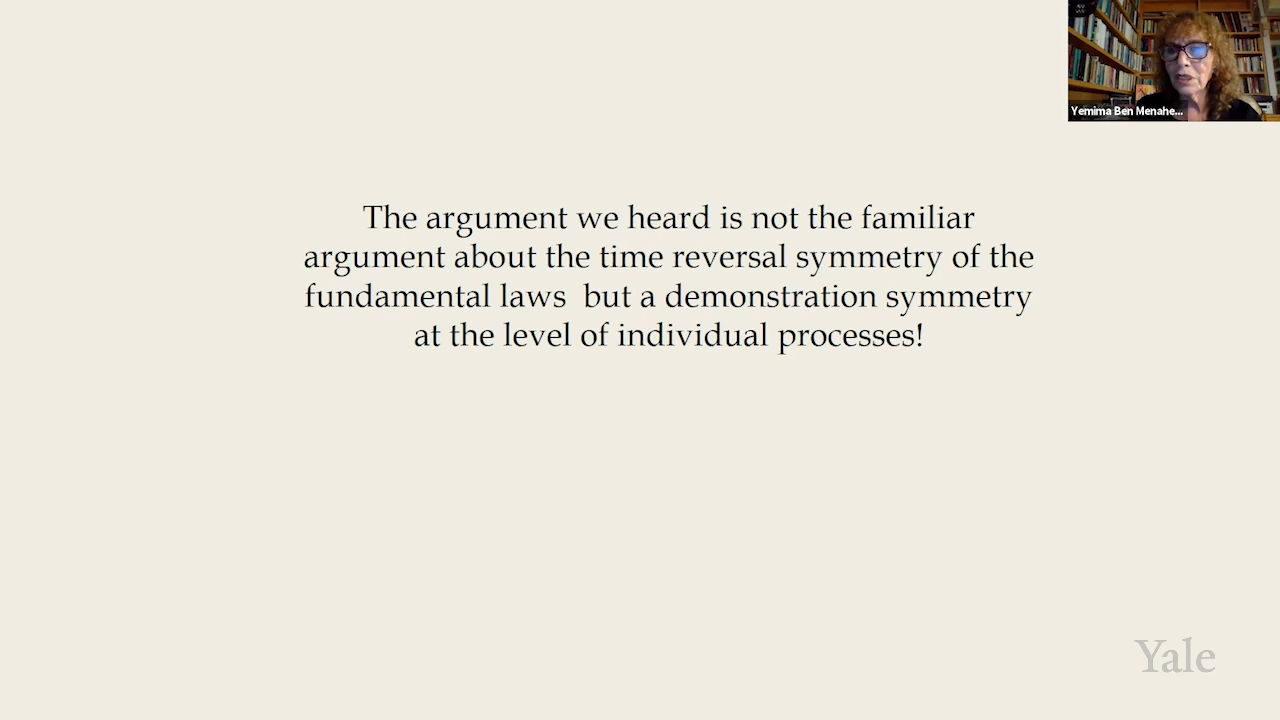 Yemima Ben Menahe...
The argument we heard is not the familiar
argument about the time reversal symmetry of the
fundamental laws  but a demonstration symmetry
at the level of individual processes!
Yale